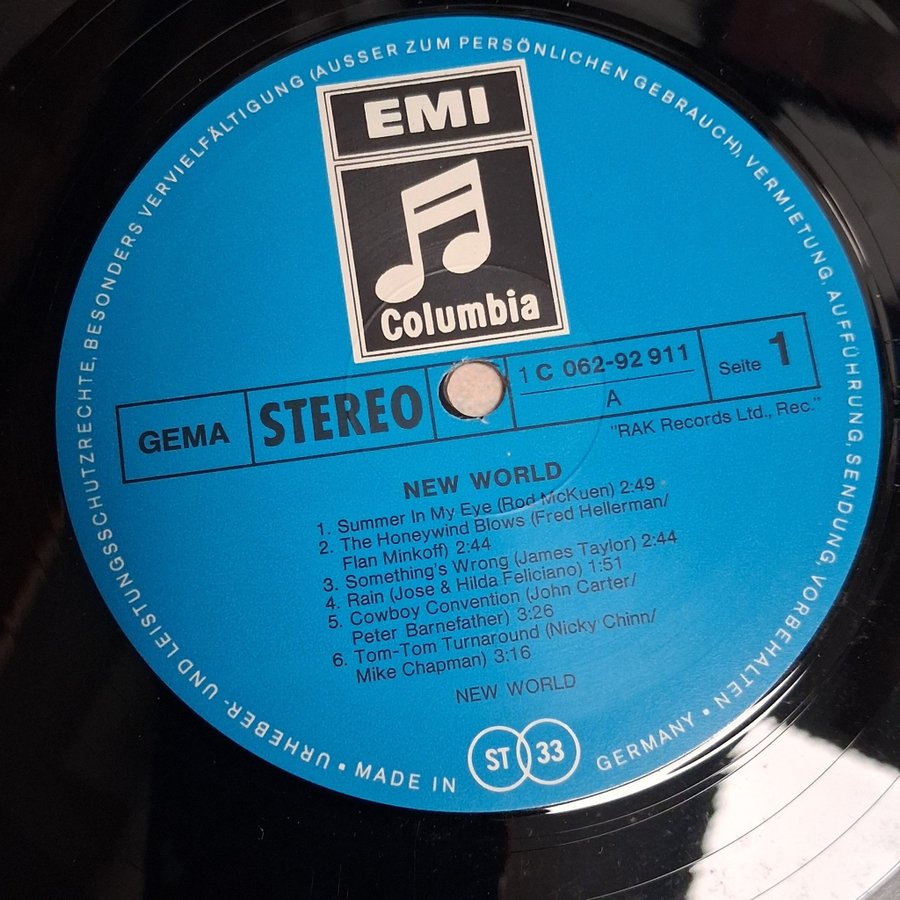 URHEBER- UND LEISTUNGSSCHUTZRECHTE, BESONDERS VERVIELFÄLTIGUNG (AUSSER ZUM PERSÖNLICHEN GEBRAUCH), VERMIETUNG, AUFFÜHRUNG, SENDUNG, VORBEHALTEN •
EMI
Columbia
GEMA
STEREO
1 C 062-92 911
A
Seite 1
"RAK Records Ltd., Rec."
NEW WORLD
1. Summer In My Eye (Rod McKuen) 2:49
2. The Honeywind Blows (Fred Hellerman/
Flan Minkoff) 2:44
3. Something's Wrong (James Taylor) 2:44
4. Rain (Jose & Hilda Feliciano) 1:51
5. Cowboy Convention (John Carter/
Peter Barnefather) 3:26
6. Tom-Tom Turnaround (Nicky Chinn/
Mike Chapman) 3:16
NEW WORLD
• MADE IN ST 33 GERMANY